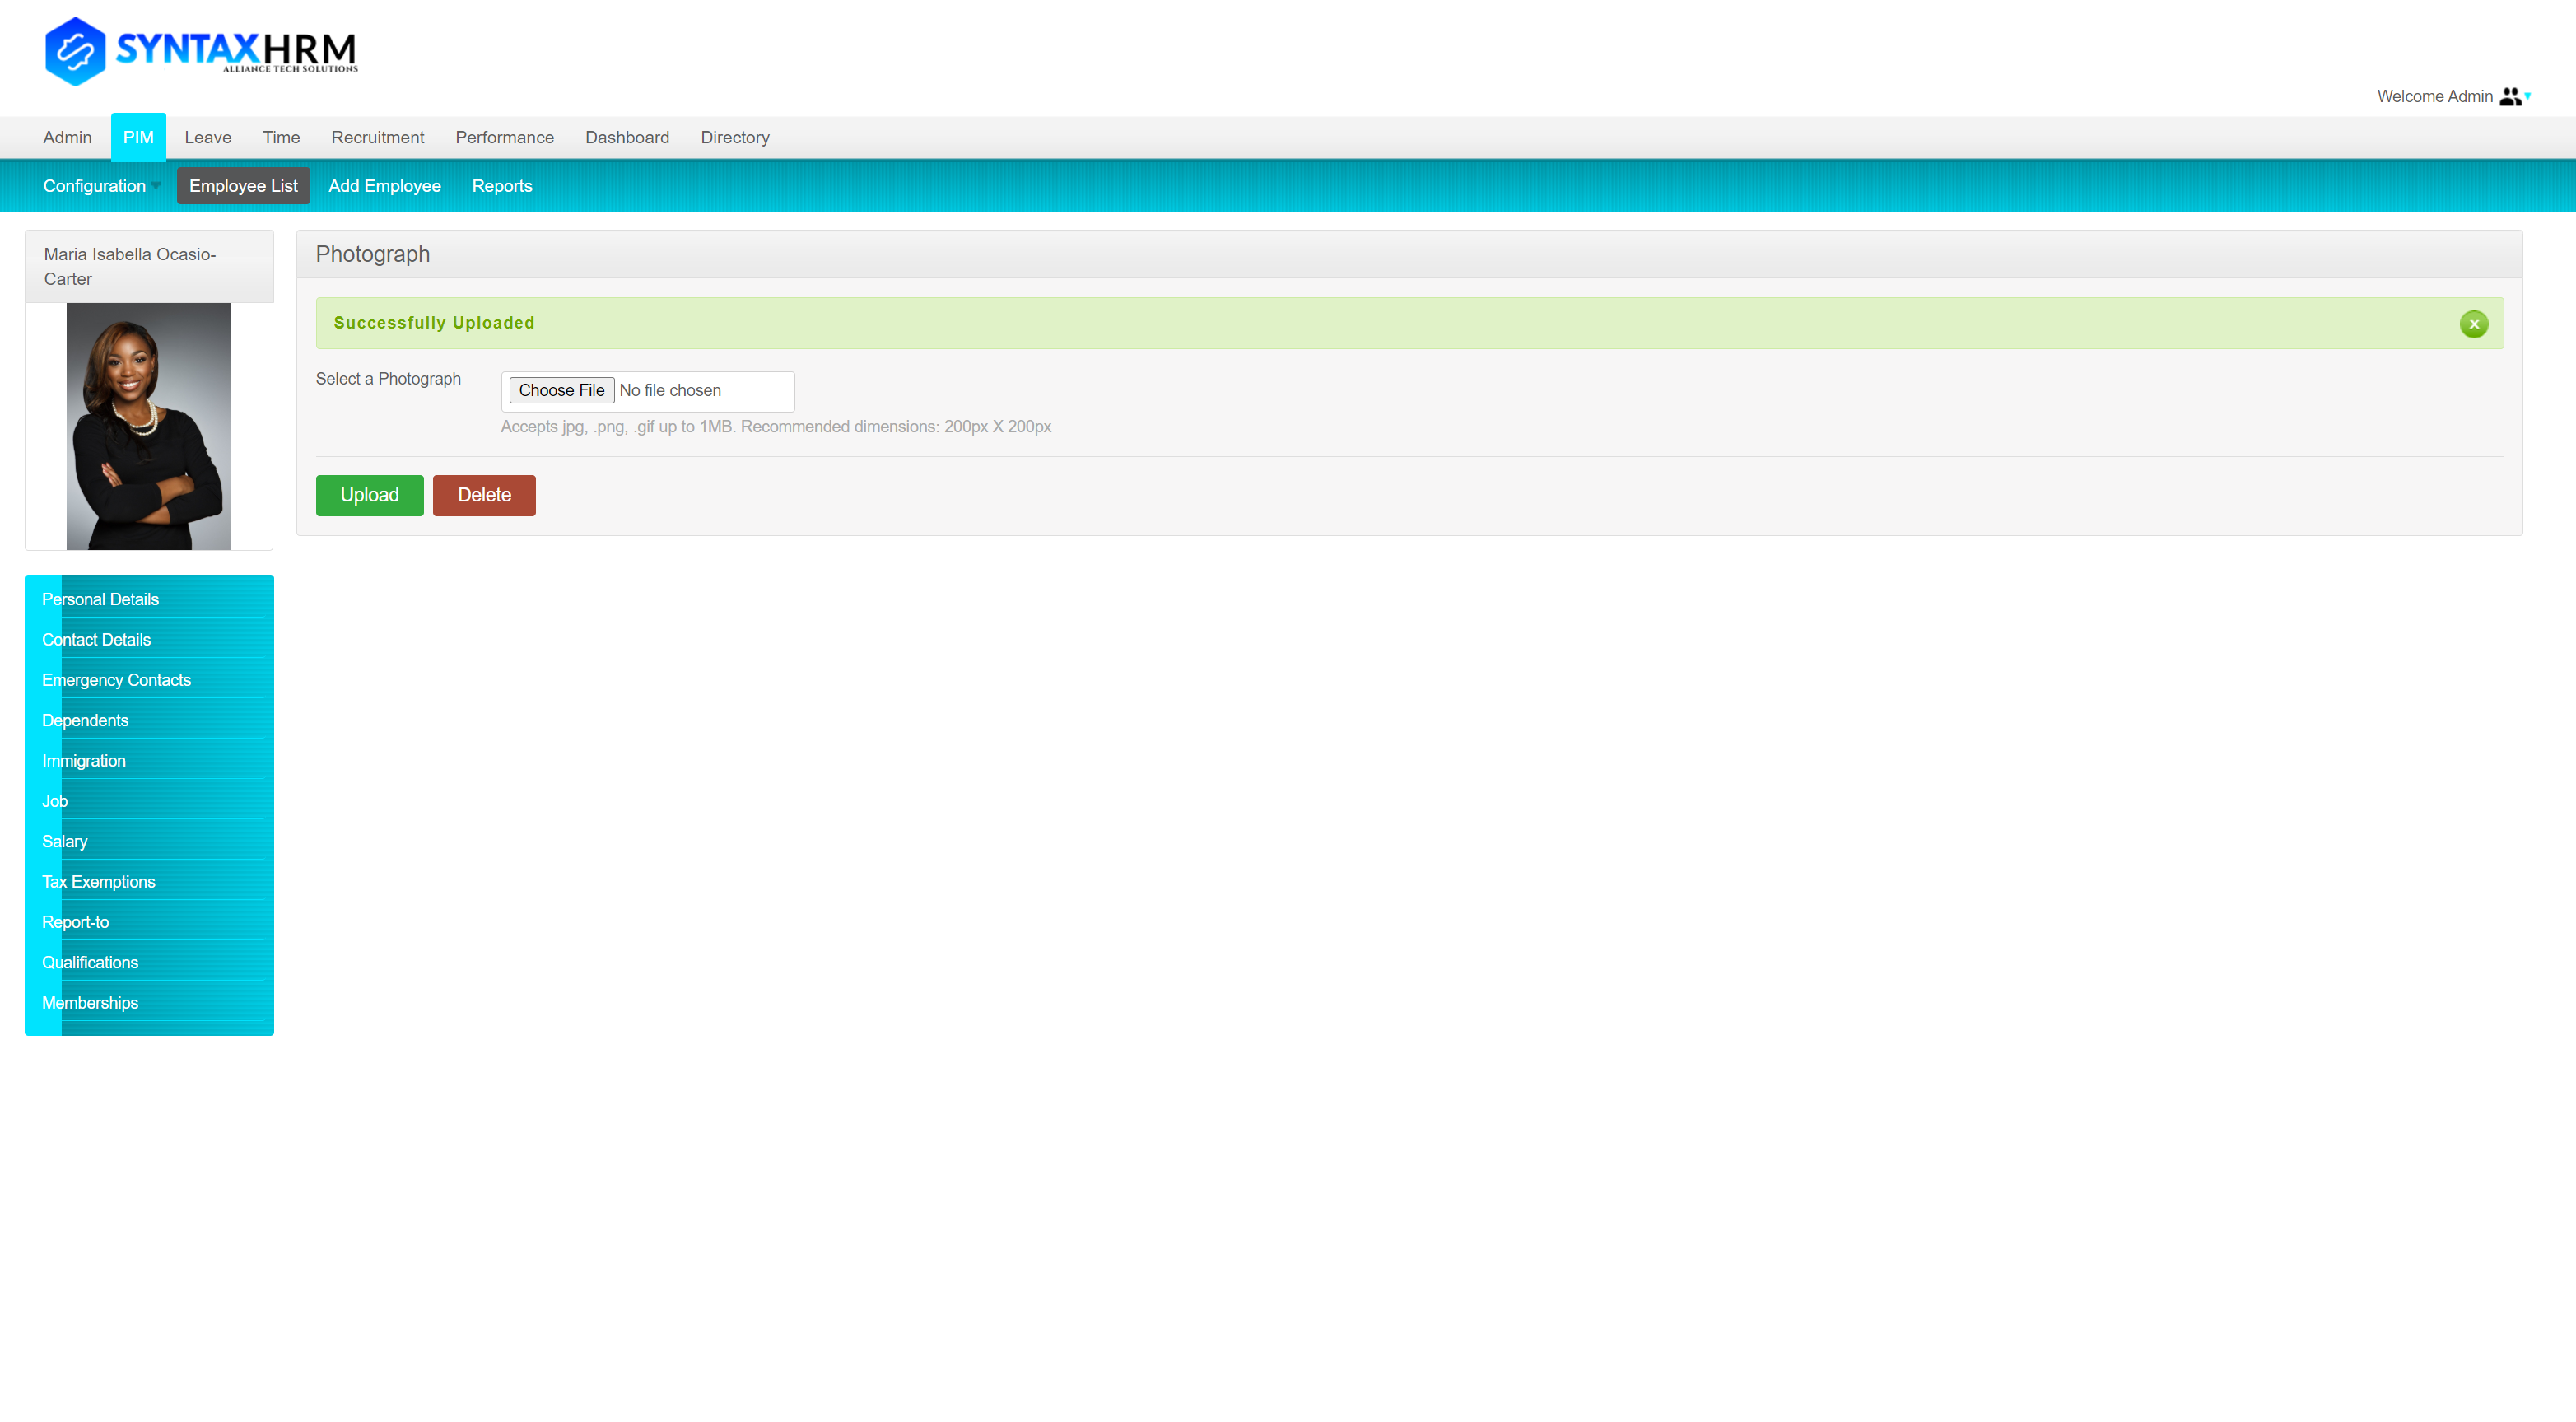 SYNTAXHRM
ALLIANCE TECH SOLUTIONS
Welcome Admin
Admin PIM Leave Time Recruitment Performance Dashboard Directory
Configuration Employee List Add Employee Reports
Maria Isabella Ocasio-
Carter
Photograph
Successfully Uploaded
x
Select a Photograph
Choose File No file chosen
Accepts jpg, .png, .gif up to 1MB. Recommended dimensions: 200px X 200px
Upload Delete
Personal Details
Contact Details
Emergency Contacts
Dependents
Immigration
Job
Salary
Tax Exemptions
Report-to
Qualifications
Memberships